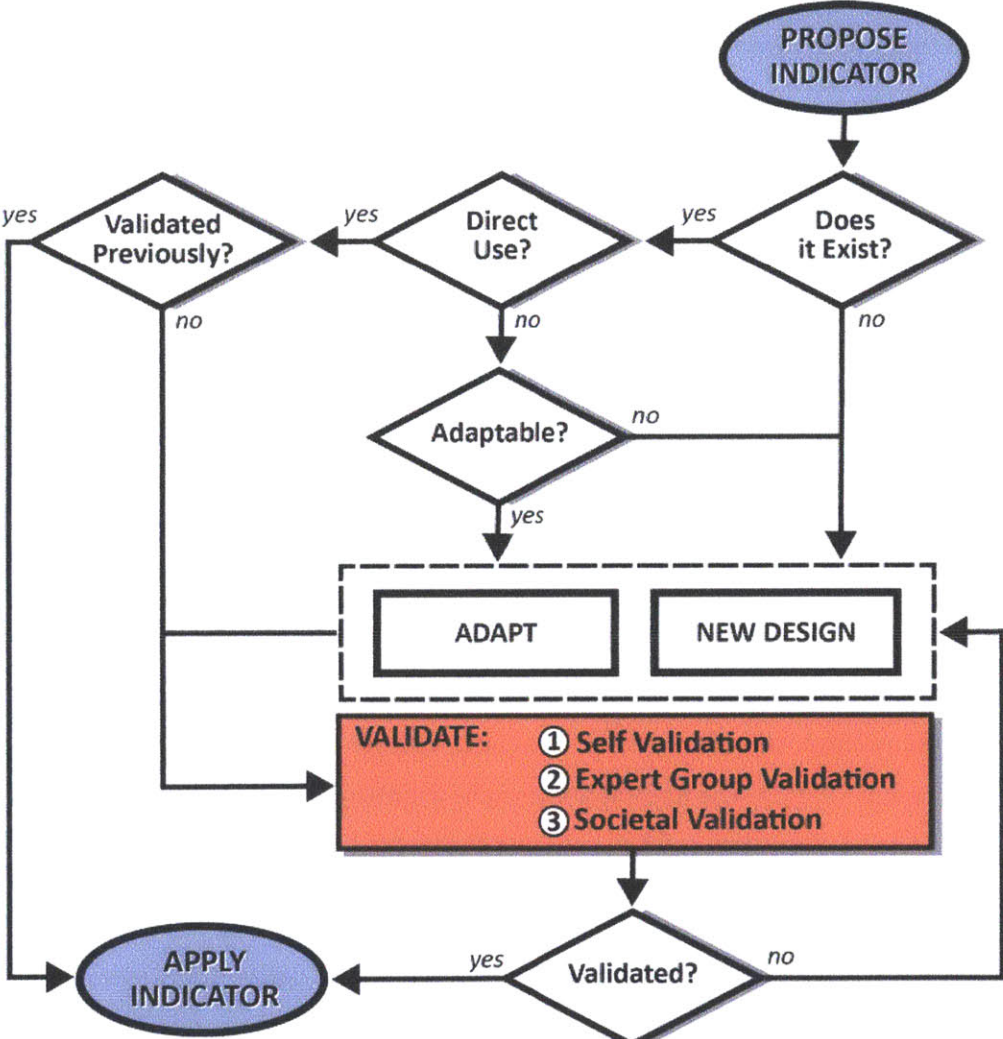 PROPOSE
INDICATOR
yes
Validated
Previously?
yes
Direct
Use?
yes
Does
it Exist?
no
no
no
Adaptable?
no
yes
ADAPT
NEW DESIGN
VALIDATE:
1 Self Validation
2 Expert Group Validation
3 Societal Validation
APPLY
INDICATOR
yes
Validated?
no